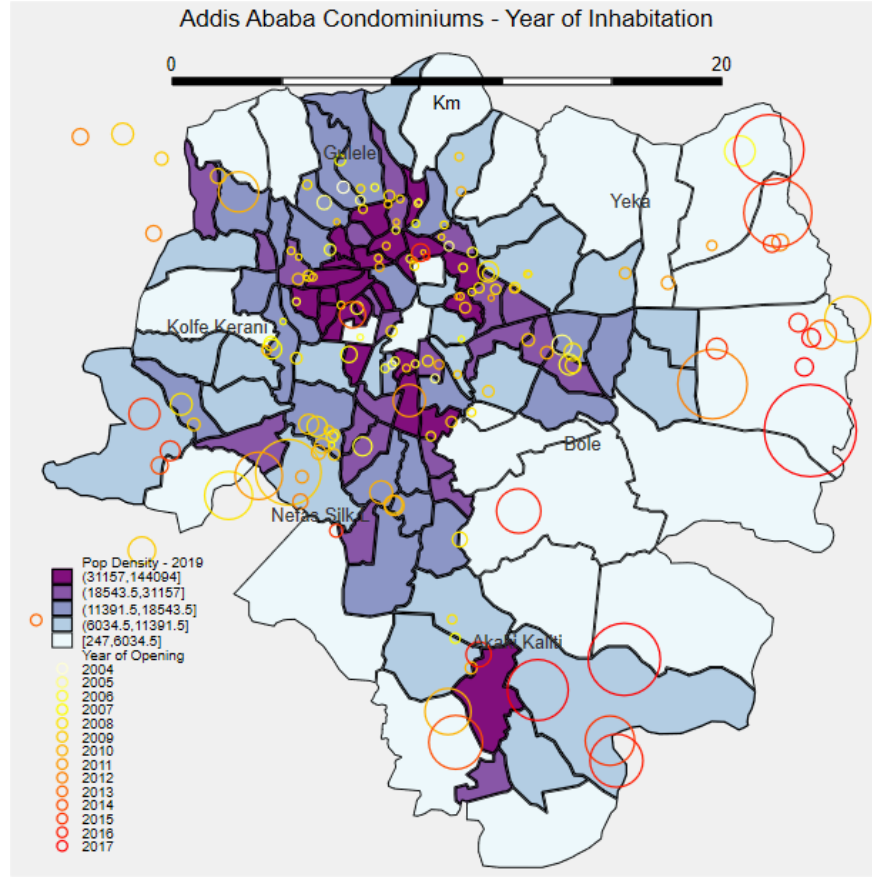 Addis Ababa Condominiums - Year of Inhabitation
0 20
Km
Gulele
Yeka
Kolfe Kerani
Bole
Nefas Silk L
Akaki Kaliti
Pop Density - 2019
(31157,144094]
(18543.5,31157]
(11391.5,18543.5]
(6034.5,11391.5]
[247,6034.5]
Year of Opening
2004
2005
2006
2007
2008
2009
2010
2011
2012
2013
2014
2015
2016
2017